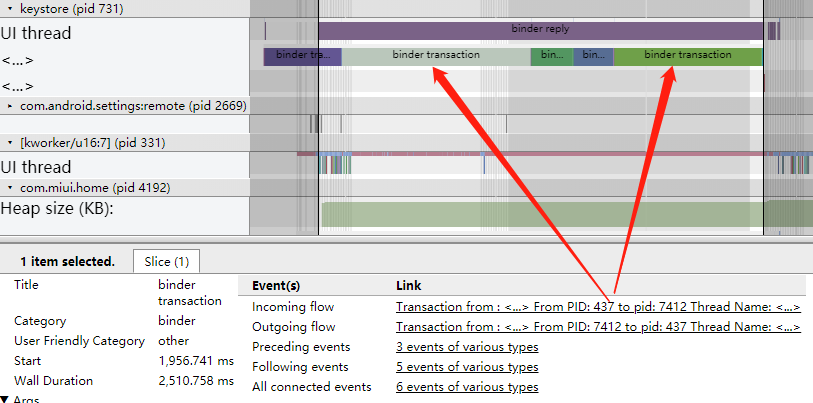 keystore (pid 731)
UI thread
binder reply
<...>
binder tra...
binder transaction
bin...
bin...
binder transaction
<...>
com.android.settings:remote (pid 2669)
[kworker/u16:7] (pid 331)
UI thread
com.miui.home (pid 4192)
Heap size (KB):
1 item selected.
Slice (1)
Title
binder
transaction
Category
binder
User Friendly Category
other
Start
1,956.741 ms
Wall Duration
2,510.758 ms
Args
Event(s)
Link
Incoming flow
Transaction from : <...> From PID: 437 to pid: 7412 Thread Name: <...>
Outgoing flow
Transaction from : <...> From PID: 7412 to pid: 437 Thread Name: <...>
Preceding events
3 events of various types
Following events
5 events of various types
All connected events
6 events of various types